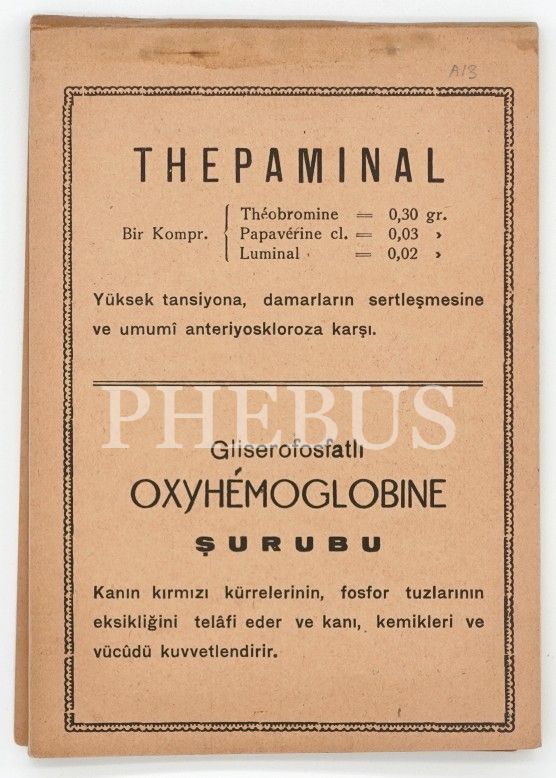 A13
THEPAMINAL
Théobromine = 0,30 gr.
Bir Kompr. { Papavérine cl. = 0,03 »
Luminal = 0,02 »
Yüksek tansiyona, damarların sertleşmesine
ve umumî anteriyoskloroza karşı.
PHEBUS
Gliserofosfatlı
OXYHÉMOGLOBINE
ŞURUBU
Kanın kırmızı kürrelerinin, fosfor tuzlarının
eksikliğini telâfi eder ve kanı, kemikleri ve
vücûdü kuvvetlendirir.